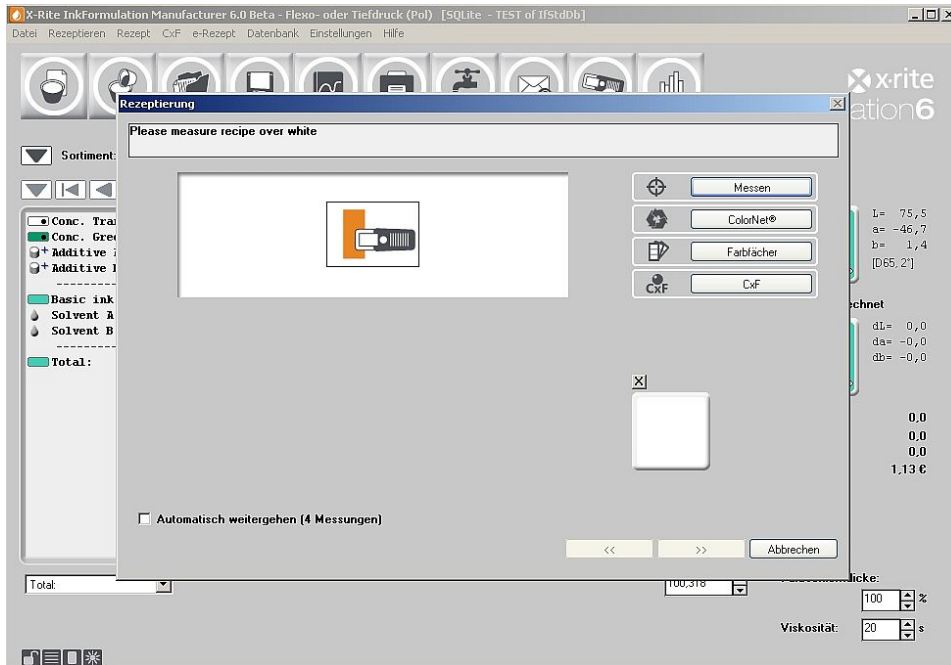 X-Rite InkFormulation Manufacturer 6.0 Beta - Flexo- oder Tiefdruck (Pol) [SQLite - TEST of IfStdDb]
Datei Rezeptieren Rezept CxF e-Rezept Datenbank Einstellungen Hilfe
x-rite
ation6
Rezeptierung
Please measure recipe over white
Sortiment:
Messen
ColorNet®
Farbfächer
CxF CxF
Conc. Tra
Conc. Gre
Additive
Additive
Basic ink
Solvent A
Solvent B
Total:
L= 75,5
a= -46,7
b= 1,4
[D65, 2°]
echnet
dL= 0,0
da= -0,0
db= -0,0
0,0
0,0
0,0
1,13 €
X
Automatisch weitergehen (4 Messungen)
<< >> Abbrechen
Total:
100,318
licke:
100 %
Viskosität: 20 s